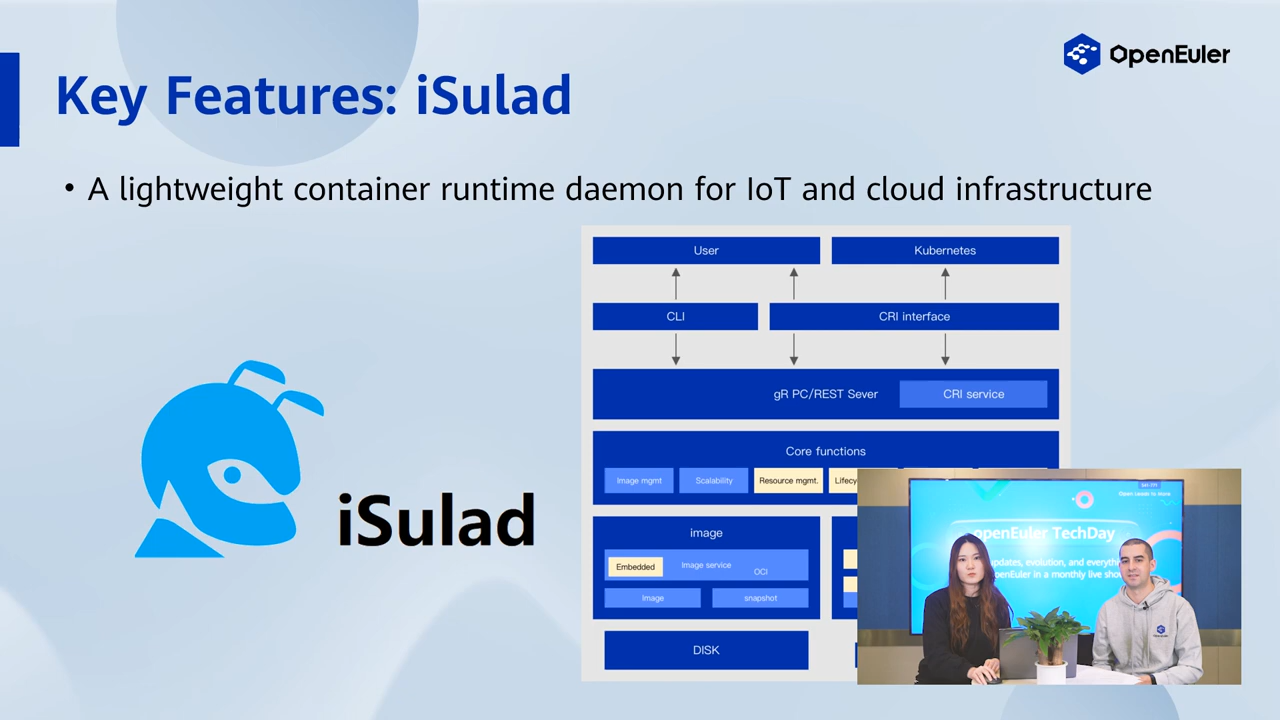 OpenEuler
Key Features: iSulad
• A lightweight container runtime daemon for IoT and cloud infrastructure
User
Kubernetes
CLI
CRI interface
gR PC/REST Sever
CRI service
Core functions
Image mgmt
Scalability
Resource mgmt.
iSulad
image
Embedded
Image service
OCI
Image
snapshot
DISK
openEuler TechDay